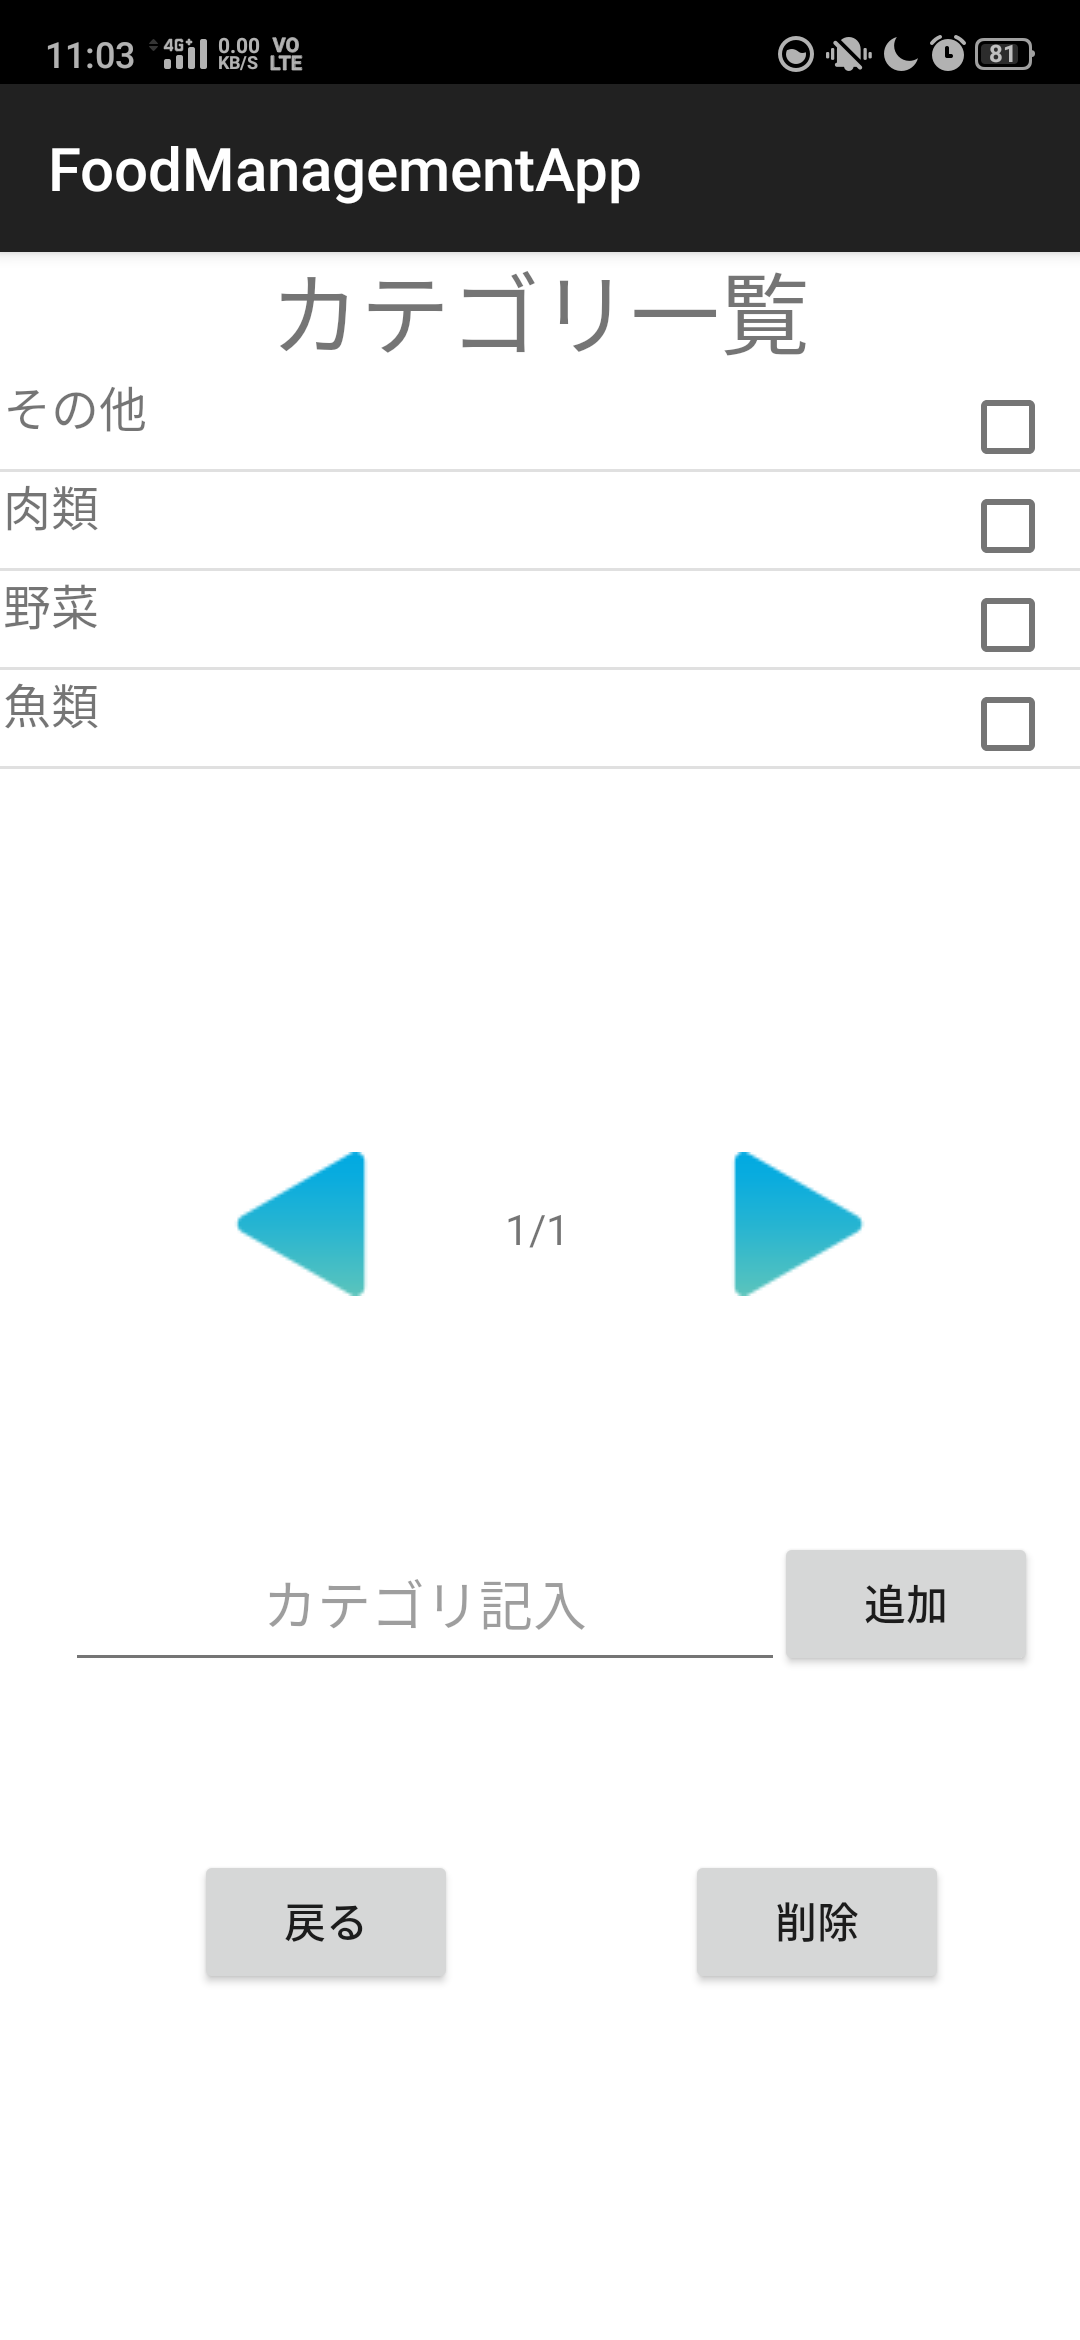 11:03 4G+ 0.00 KB/S VO LTE 81
FoodManagementApp
カテゴリ一覧
その他
肉類
野菜
魚類
1/1
カテゴリ記入 追加
戻る 削除